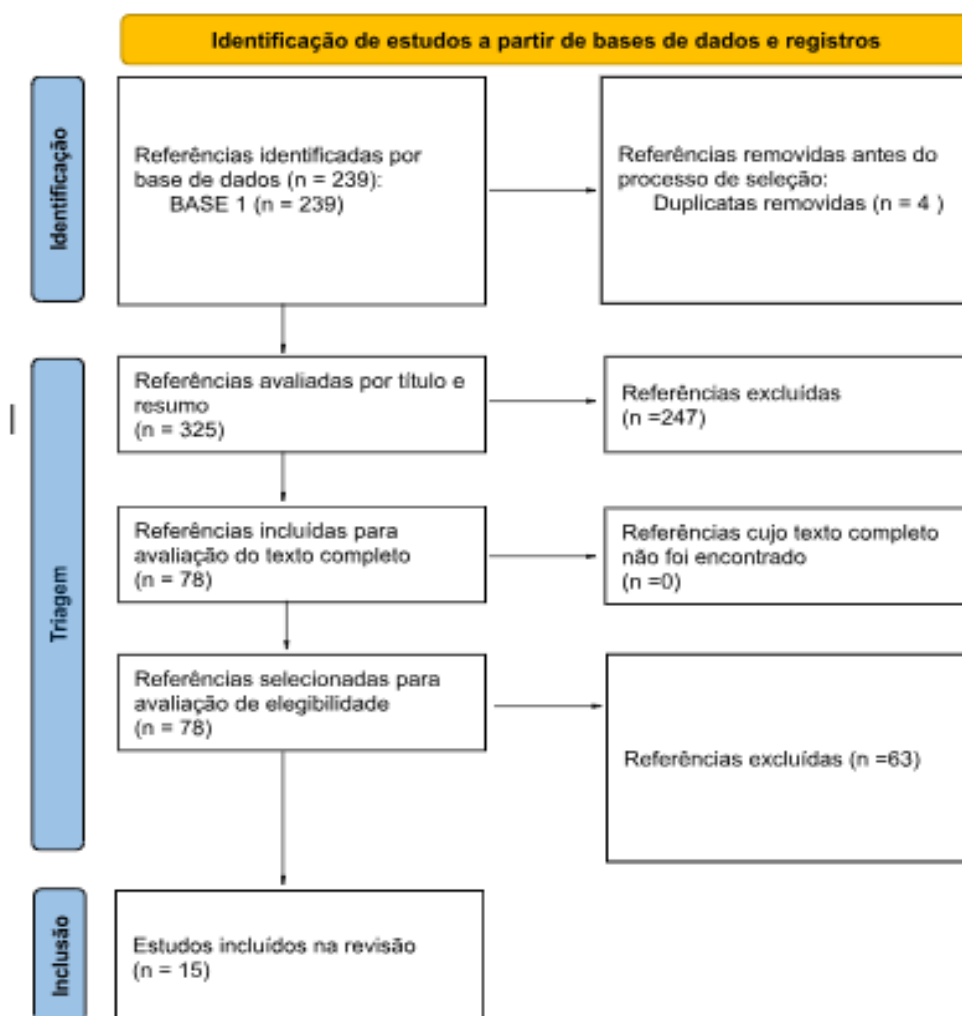 Identificação de estudos a partir de bases de dados e registros
Identificação
Referências identificadas por
base de dados (n = 239):
BASE 1 (n = 239)
Referências removidas antes do
processo de seleção:
Duplicatas removidas (n = 4 )
Triagem
Referências avaliadas por título e
resumo
(n = 325)
Referências excluídas
(n =247)
Referências incluídas para
avaliação do texto completo
(n = 78)
Referências cujo texto completo
não foi encontrado
(n =0)
Referências selecionadas para
avaliação de elegibilidade
(n = 78)
Referências excluídas (n =63)
Inclusão
Estudos incluídos na revisão
(n = 15)